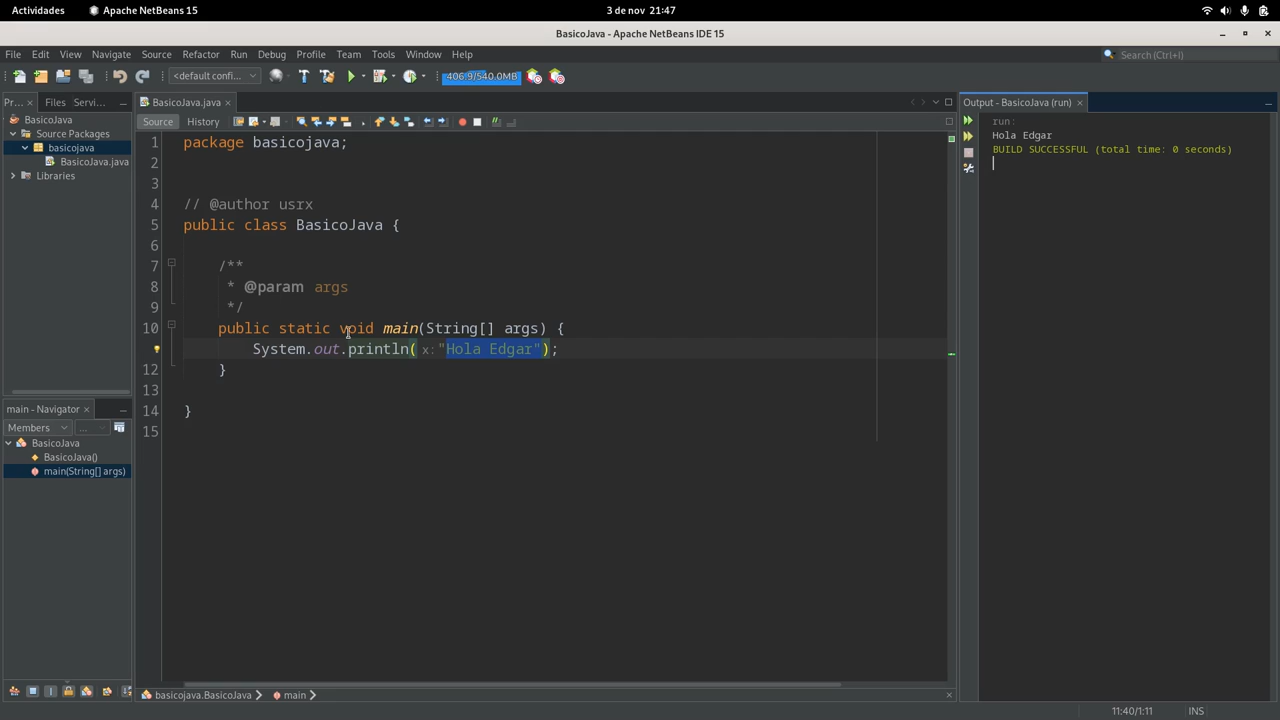 Actividades
Apache NetBeans 15
3 de nov 21:47
BasicoJava - Apache NetBeans IDE 15
File Edit View Navigate Source Refactor Run Debug Profile Team Tools Window Help
Search (Ctrl+I)
<default confi...
406.9/540.0MB
Pr... Files Servi...
BasicoJava
Source Packages
basicojava
BasicoJava.java
Libraries
main - Navigator
Members ...
BasicoJava
BasicoJava()
main(String[] args)
BasicoJava.java
Source History
1 package basicojava;
2
3
4 // @author usrx
5 public class BasicoJava {
6
7 /**
8 * @param args
9 */
10 public static void main(String[] args) {
System.out.println( x: "Hola Edgar");
12 }
13
14 }
15
basicojava.BasicoJava main
Output - BasicoJava (run)
run:
Hola Edgar
BUILD SUCCESSFUL (total time: 0 seconds)
11:40/1:11 INS